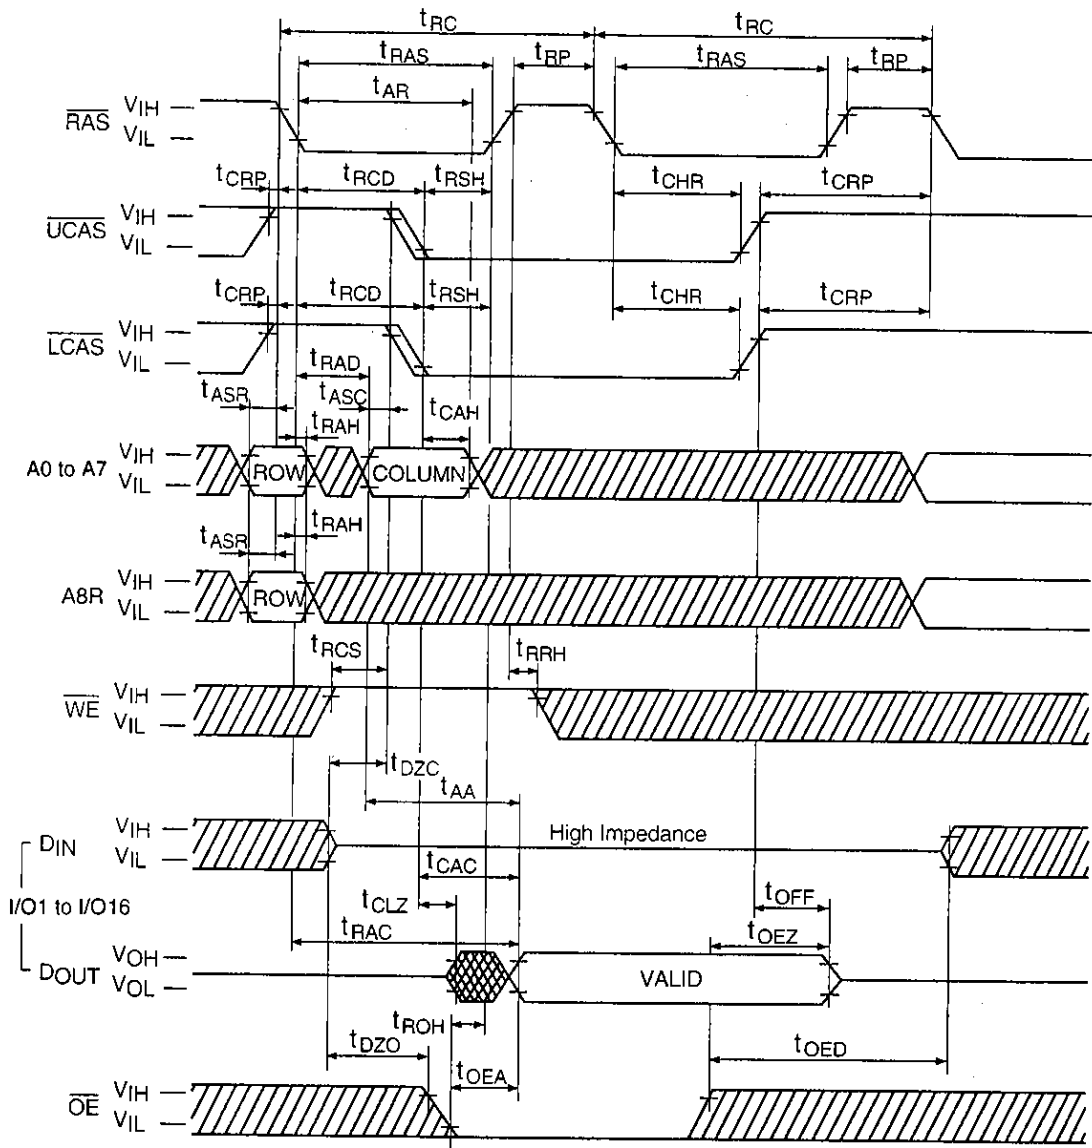 tRC tRC
tRAS tRP tRAS tRP
tAR
RAS VIH
VIL
tCRP tRCD tRSH tCHR tCRP
UCAS VIH
VIL
tCRP tRCD tRSH tCHR tCRP
LCAS VIH
VIL
tRAD
tASR tASC tCAH
tRAH
A0 to A7 VIH
VIL
ROW COLUMN
tRAH
tASR
A8R VIH
VIL
ROW
tRCS tRRH
WE VIH
VIL
tDZC
tAA
DIN VIH
VIL
High Impedance
tCAC
I/O1 to I/O16
tCLZ tOFF
tRAC tOEZ
DOUT VOH
VOL
VALID
tROH
tDZO tOEA tOED
OE VIH
VIL